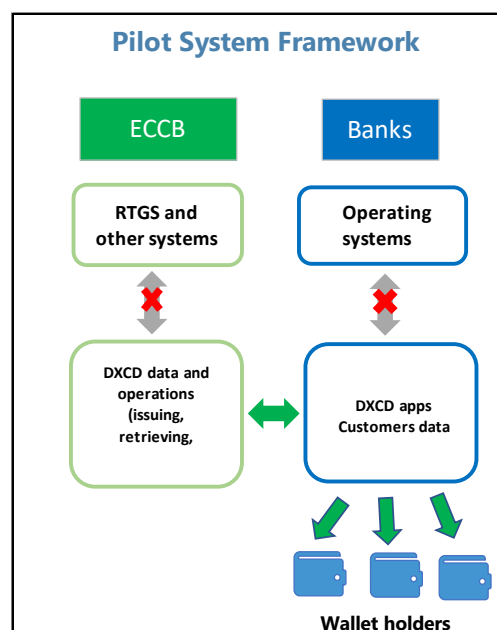 Pilot System Framework
ECCB
Banks
RTGS and
other systems
Operating
systems
DXCD data and
operations
(issuing,
retrieving,
DXCD apps
Customers data
Wallet holders